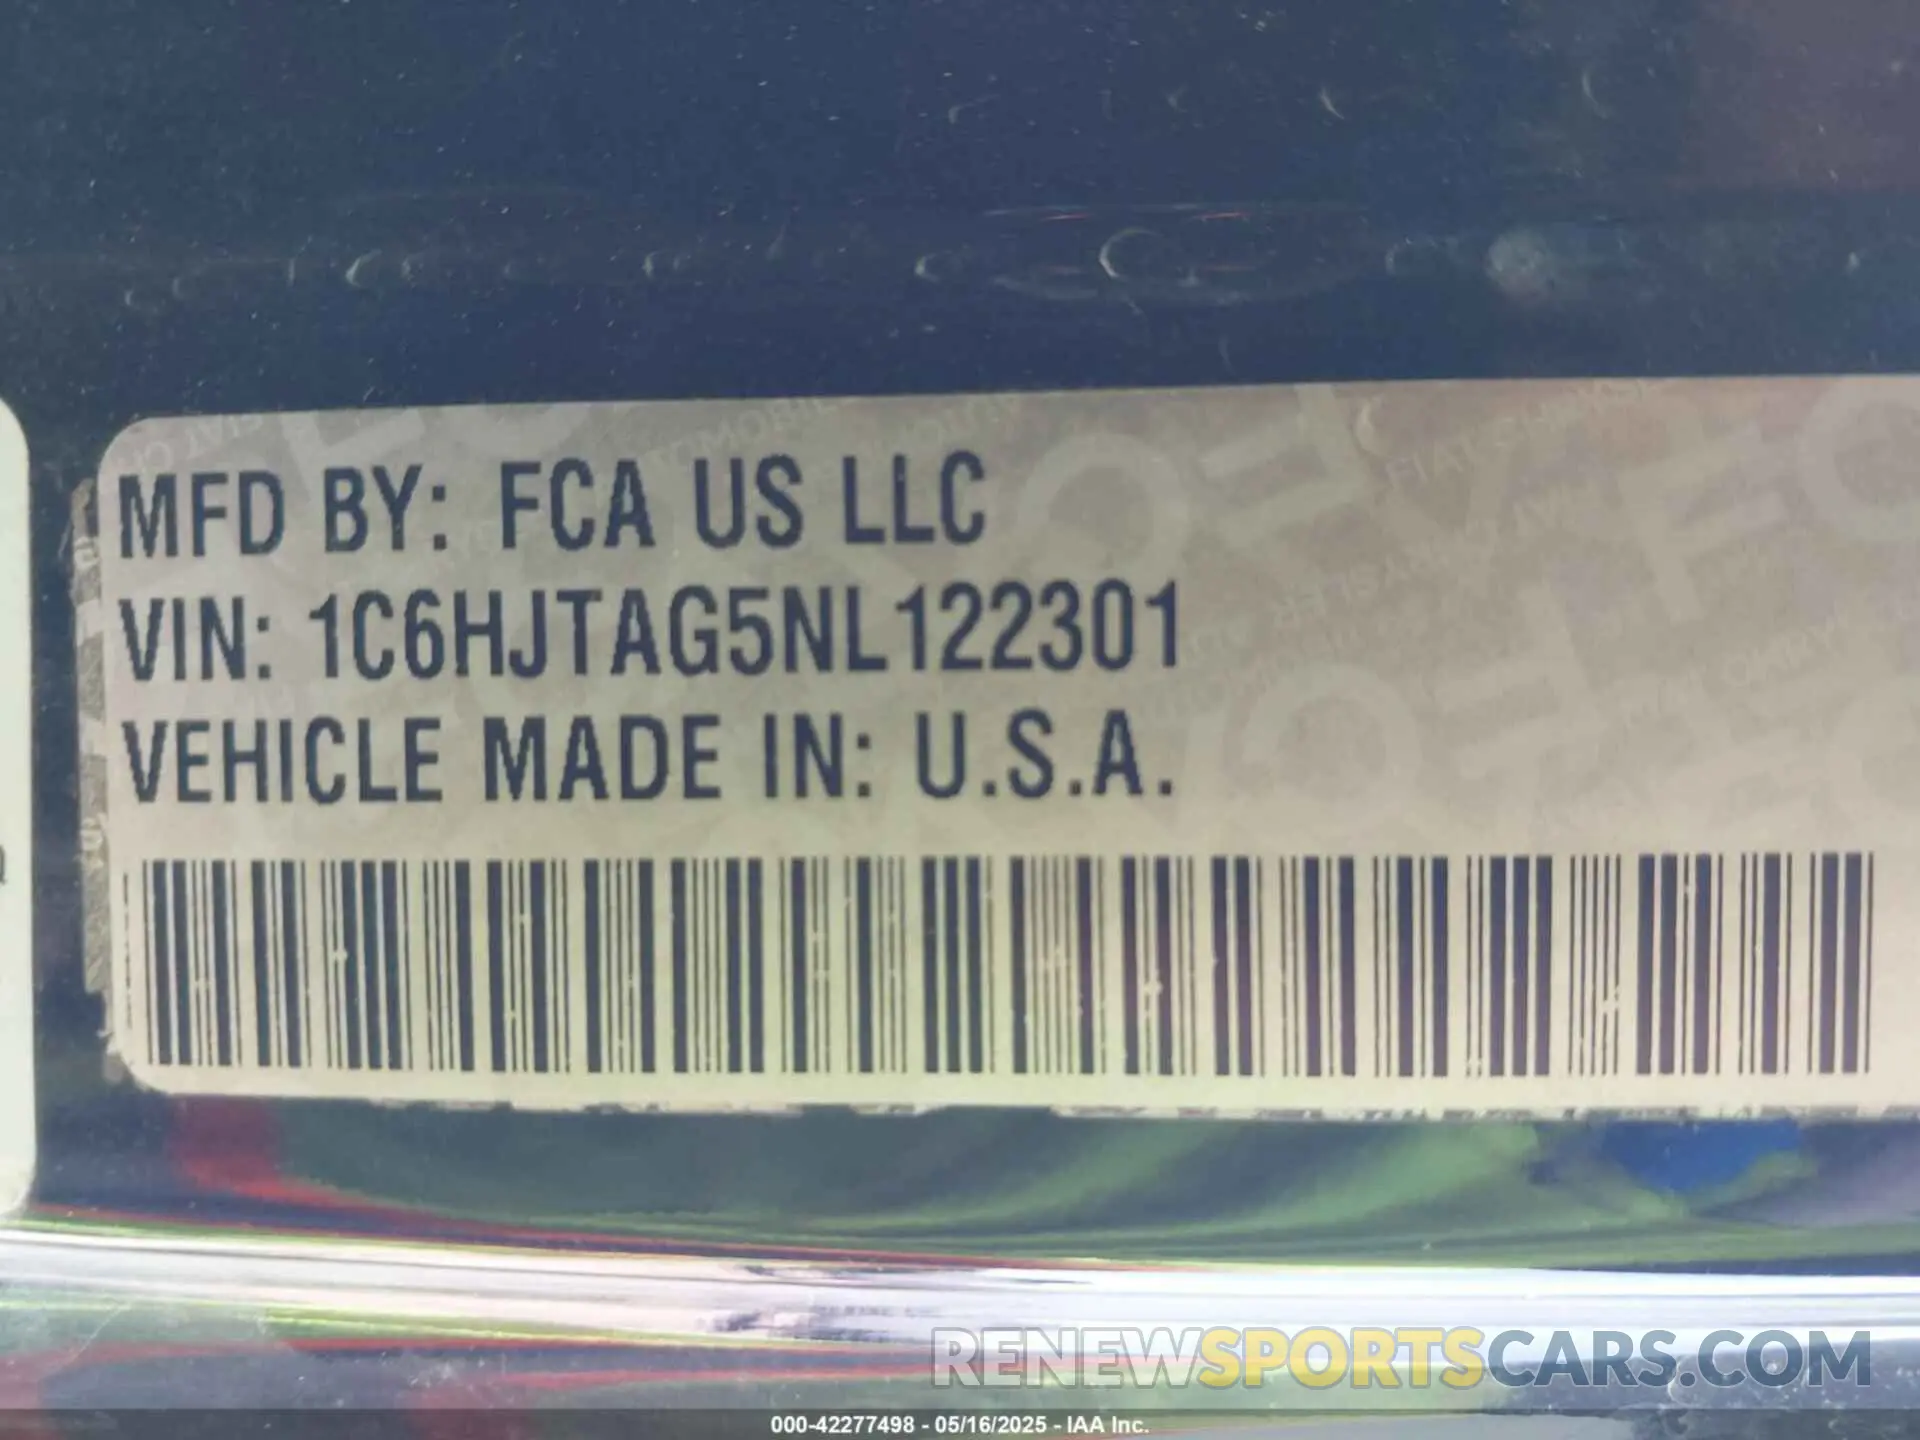 MFD BY: FCA US LLC
VIN: 1C6HJTAG5NL122301
VEHICLE MADE IN: U.S.A.
RENEWSPORTSCARS.COM
000-42277498 - 05/16/2025 - IAA Inc.